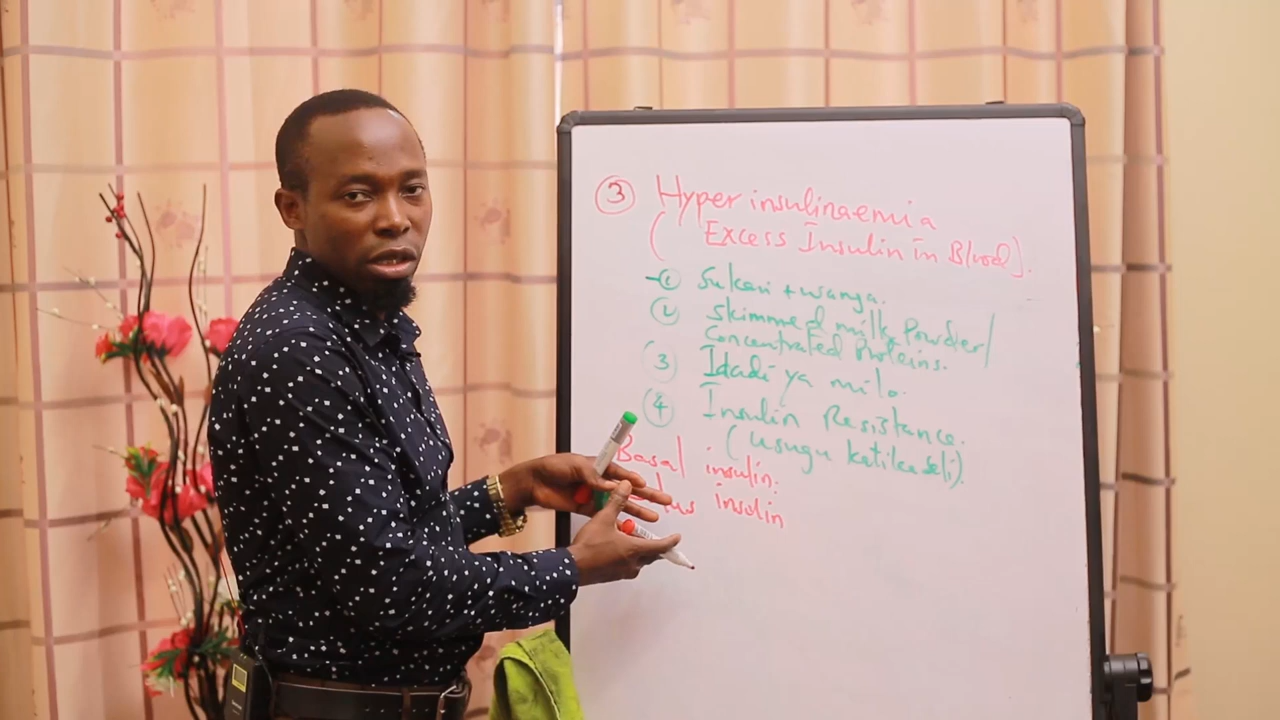 ③ Hyper insulinaemia
( Excess Insulin in Blood).
① Sukari + wanga.
② Skimmed milk Powder/
Concentrated Proteins.
③ Idadi ya milo.
④ Insulin Resistance.
(usugu katika seli).
Basal insulin.
insulin